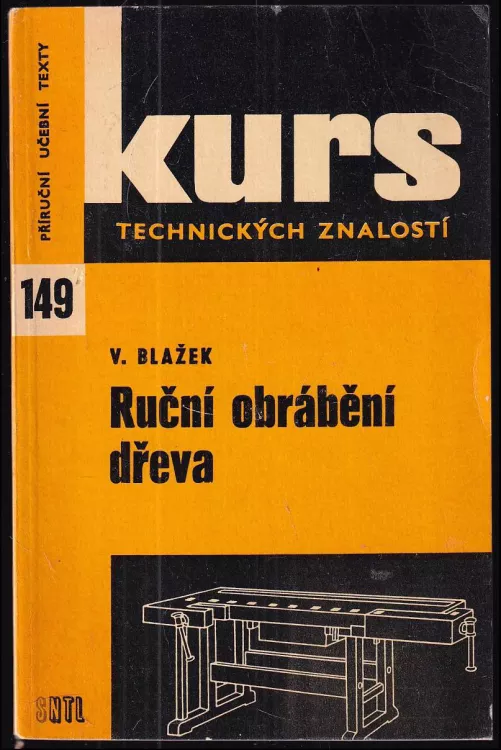 PŘÍRUČNÍ UČEBNÍ TEXTY
kurs
TECHNICKÝCH ZNALOSTÍ
149
V. BLAŽEK
Ruční obrábění
dřeva
SNTL